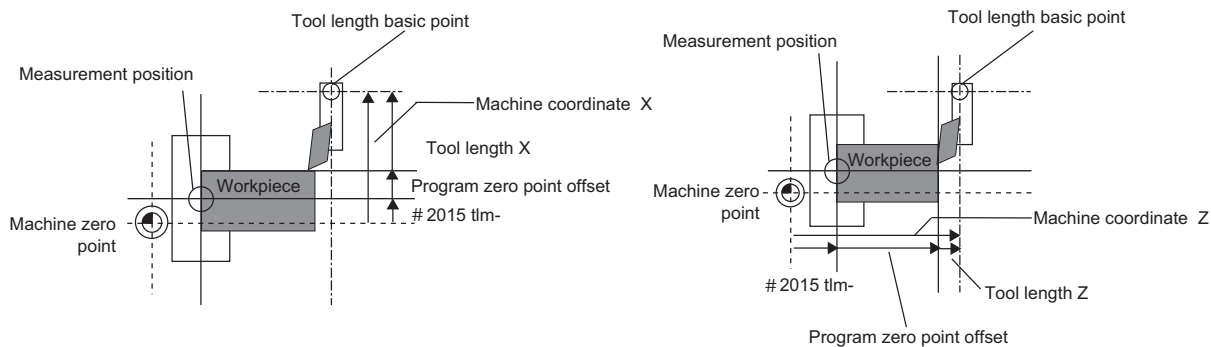 Tool length basic point
Measurement position
Machine coordinate X
Tool length X
Workpiece
Program zero point offset
Machine zero
point
# 2015 tlm-
Tool length basic point
Measurement position
Workpiece
Machine zero
point
Machine coordinate Z
# 2015 tlm-
Tool length Z
Program zero point offset